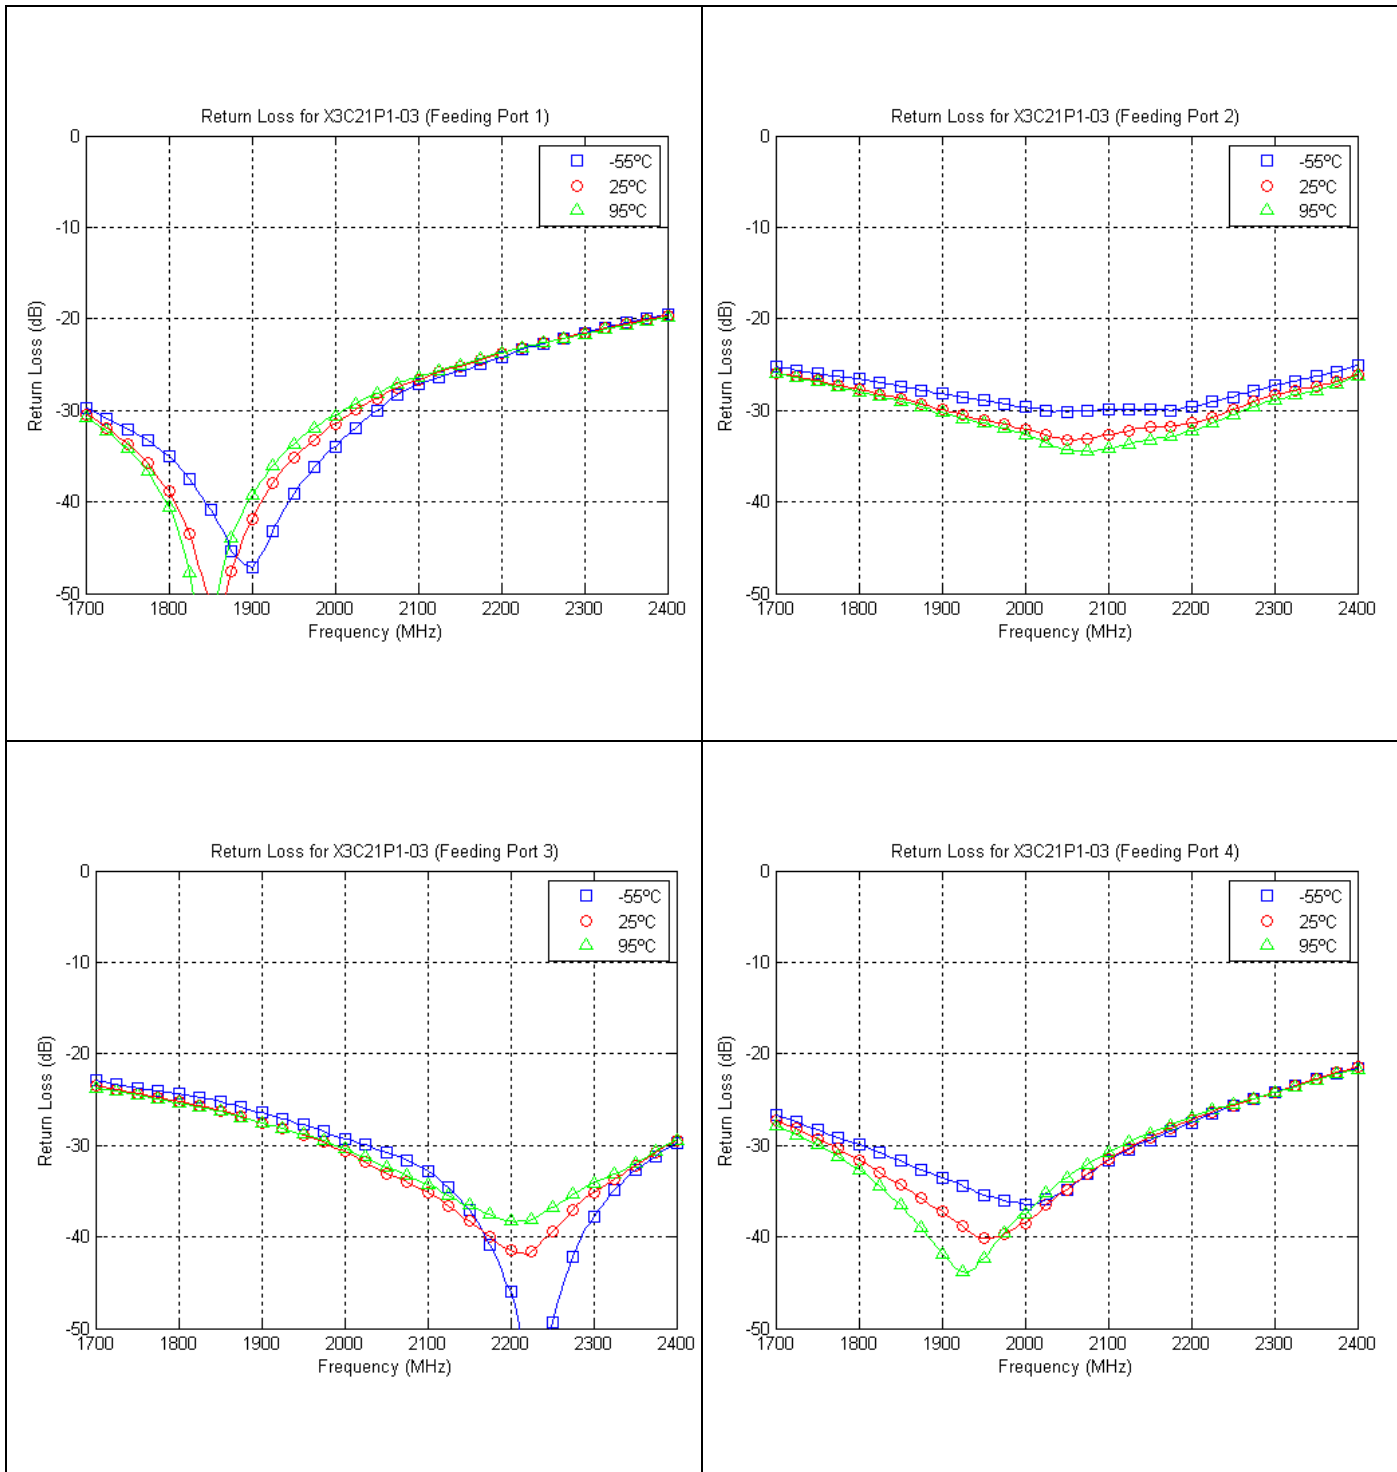 Return Loss for X3C21P1-03 (Feeding Port 1)
0
-10
-20
-30
-40
-50
Return Loss (dB)
-55ºC
25ºC
95ºC
1700 1800 1900 2000 2100 2200 2300 2400
Frequency (MHz)
Return Loss for X3C21P1-03 (Feeding Port 2)
0
-10
-20
-30
-40
-50
Return Loss (dB)
-55ºC
25ºC
95ºC
1700 1800 1900 2000 2100 2200 2300 2400
Frequency (MHz)
Return Loss for X3C21P1-03 (Feeding Port 3)
0
-10
-20
-30
-40
-50
Return Loss (dB)
-55ºC
25ºC
95ºC
1700 1800 1900 2000 2100 2200 2300 2400
Frequency (MHz)
Return Loss for X3C21P1-03 (Feeding Port 4)
0
-10
-20
-30
-40
-50
Return Loss (dB)
-55ºC
25ºC
95ºC
1700 1800 1900 2000 2100 2200 2300 2400
Frequency (MHz)